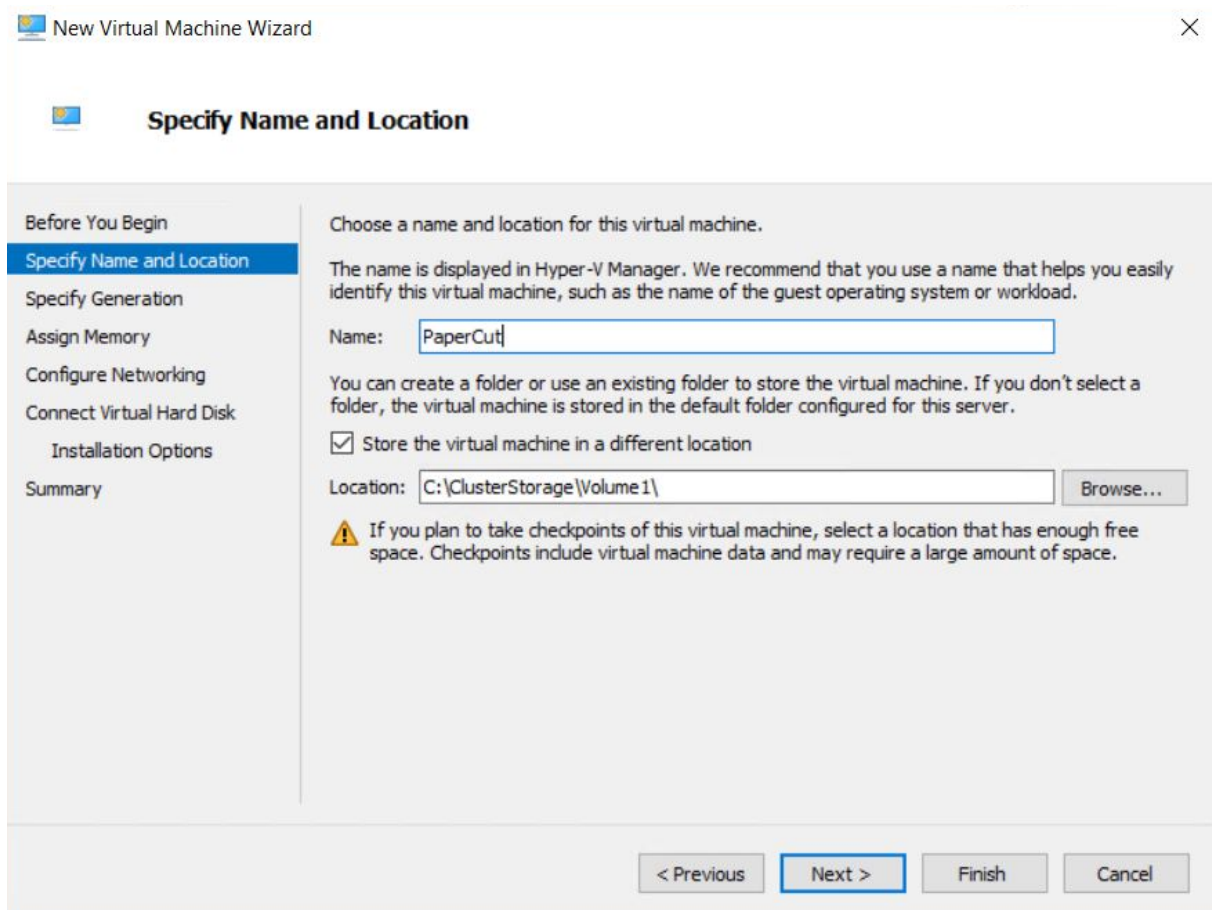 New Virtual Machine Wizard
Specify Name and Location
Before You Begin
Specify Name and Location
Specify Generation
Assign Memory
Configure Networking
Connect Virtual Hard Disk
Installation Options
Summary
Choose a name and location for this virtual machine.
The name is displayed in Hyper-V Manager. We recommend that you use a name that helps you easily
identify this virtual machine, such as the name of the guest operating system or workload.
Name: PaperCut
You can create a folder or use an existing folder to store the virtual machine. If you don't select a
folder, the virtual machine is stored in the default folder configured for this server.
Store the virtual machine in a different location
Location: C:\ClusterStorage\Volume1\ Browse...
If you plan to take checkpoints of this virtual machine, select a location that has enough free
space. Checkpoints include virtual machine data and may require a large amount of space.
< Previous Next > Finish Cancel